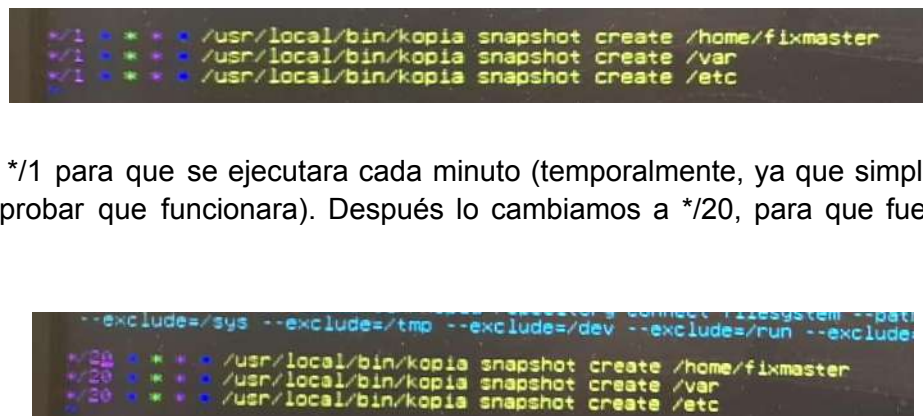 */1 * * * * /usr/local/bin/kopia snapshot create /home/fixmaster
*/1 * * * * /usr/local/bin/kopia snapshot create /var
*/1 * * * * /usr/local/bin/kopia snapshot create /etc
*/1 para que se ejecutara cada minuto (temporalmente, ya que simpl
probar que funcionara). Después lo cambiamos a */20, para que fue
connect filesystem
--exclude=/sys --exclude=/tmp --exclude=/dev --exclude=/run --exclude
*/20 * * * * /usr/local/bin/kopia snapshot create /home/fixmaster
*/20 * * * * /usr/local/bin/kopia snapshot create /var
*/20 * * * * /usr/local/bin/kopia snapshot create /etc